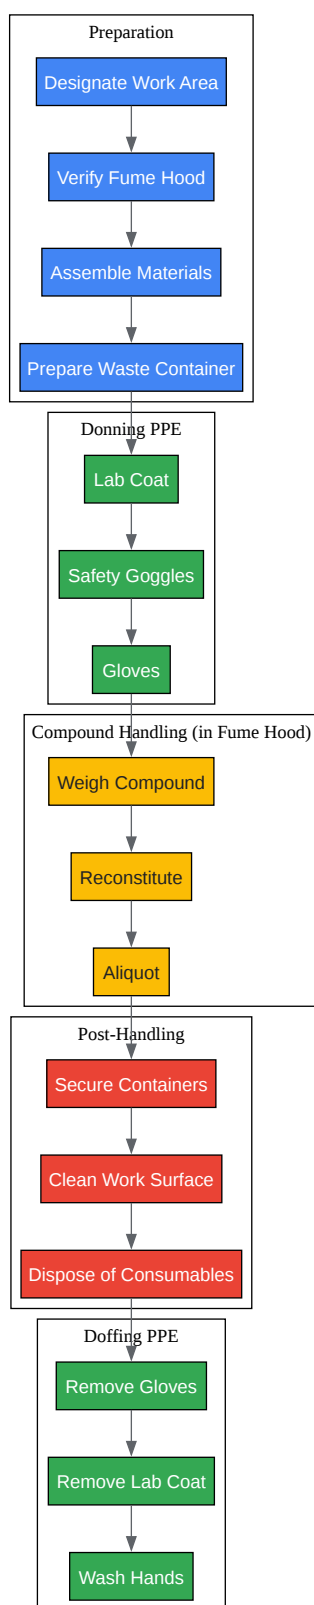 Preparation
Designate Work Area
Verify Fume Hood
Assemble Materials
Prepare Waste Container
Donning PPE
Lab Coat
Safety Goggles
Gloves
Compound Handling (in Fume Hood)
Weigh Compound
Reconstitute
Aliquot
Post-Handling
Secure Containers
Clean Work Surface
Dispose of Consumables
Doffing PPE
Remove Gloves
Remove Lab Coat
Wash Hands